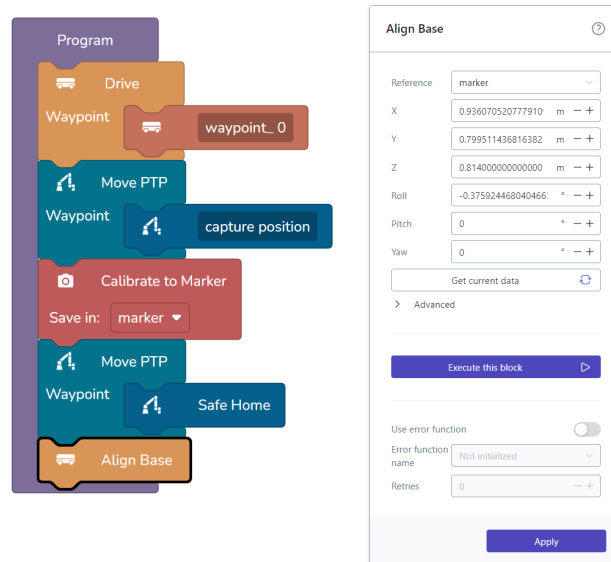 Program
Drive
Waypoint
waypoint_ 0
Move PTP
Waypoint
capture position
Calibrate to Marker
Save in: marker
Move PTP
Waypoint
Safe Home
Align Base
Align Base
?
Reference marker
X 0.936070520777910 m − +
Y 0.799511436816382 m − +
Z 0.814000000000000 m − +
Roll -0.375924468040466 ° − +
Pitch 0 ° − +
Yaw 0 ° − +
Get current data
> Advanced
Execute this block
Use error function
Error function name Not initialized
Retries 0 − +
Apply